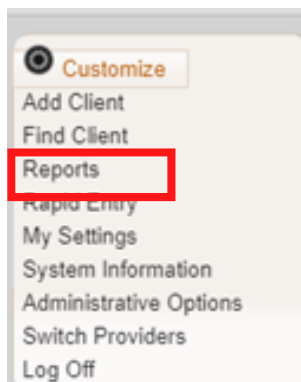 Customize
Add Client
Find Client
Reports
Rapid Entry
My Settings
System Information
Administrative Options
Switch Providers
Log Off